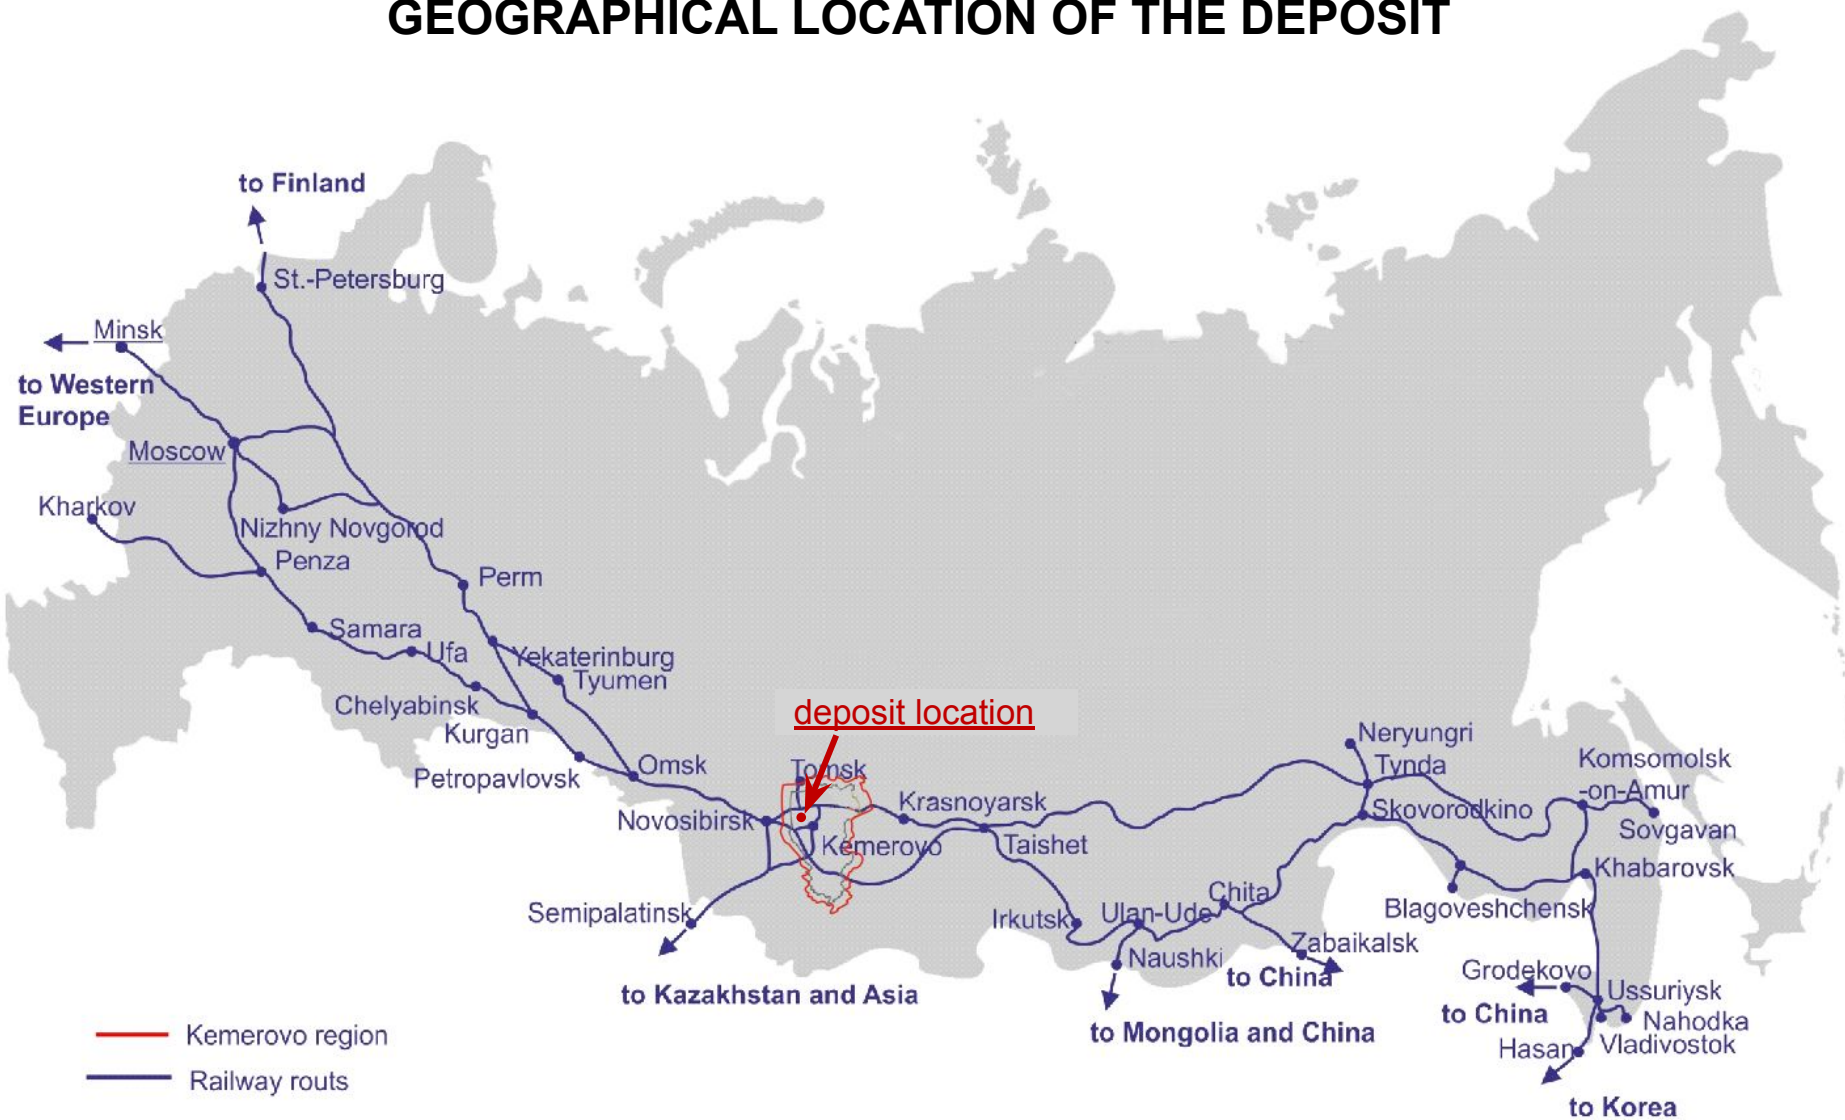 GEOGRAPHICAL LOCATION OF THE DEPOSIT
to Finland
St.-Petersburg
Minsk
to Western
Europe
Moscow
Kharkov
Nizhny Novgorod
Penza
Perm
Samara
Ufa
Yekaterinburg
Tyumen
Chelyabinsk
Kurgan
Petropavlovsk
Omsk
deposit location
Tomsk
Novosibirsk
Kemerovo
Krasnoyarsk
Taishet
Semipalatinsk
to Kazakhstan and Asia
Irkutsk
Ulan-Ude
Chita
Naushki
Zabaikalsk
to China
to Mongolia and China
Neryungri
Tynda
Skovorodkino
Komsomolsk
-on-Amur
Sovgavan
Khabarovsk
Blagoveshchensk
Grodekovo
to China
Ussuriysk
Nahodka
Vladivostok
Hasan
to Korea
Kemerovo region
Railway routs